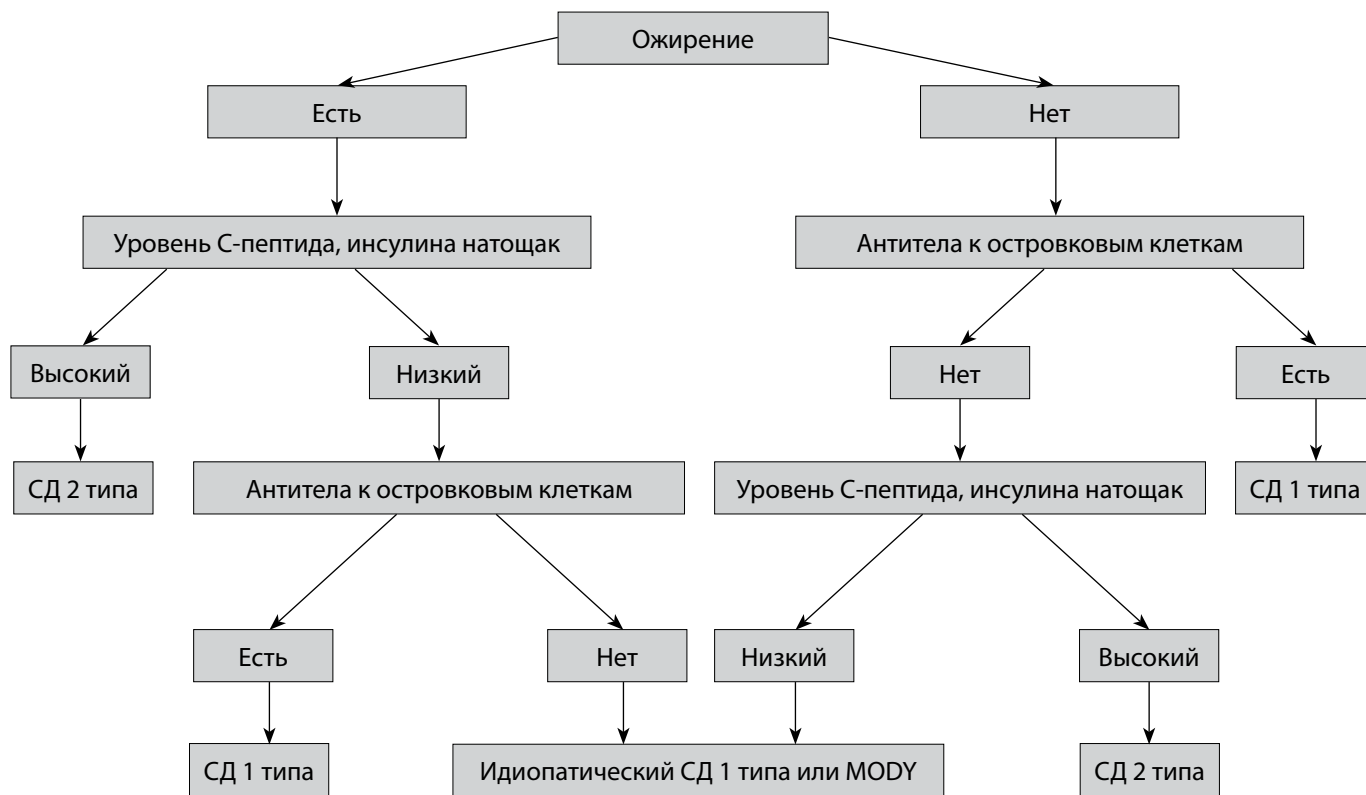 Ожирение
Есть
Нет
Уровень С-пептида, инсулина натощак
Антитела к островковым клеткам
Высокий
Низкий
Нет
Есть
СД 2 типа
Антитела к островковым клеткам
Уровень С-пептида, инсулина натощак
СД 1 типа
Есть
Нет
Низкий
Высокий
СД 1 типа
Идиопатический СД 1 типа или MODY
СД 2 типа